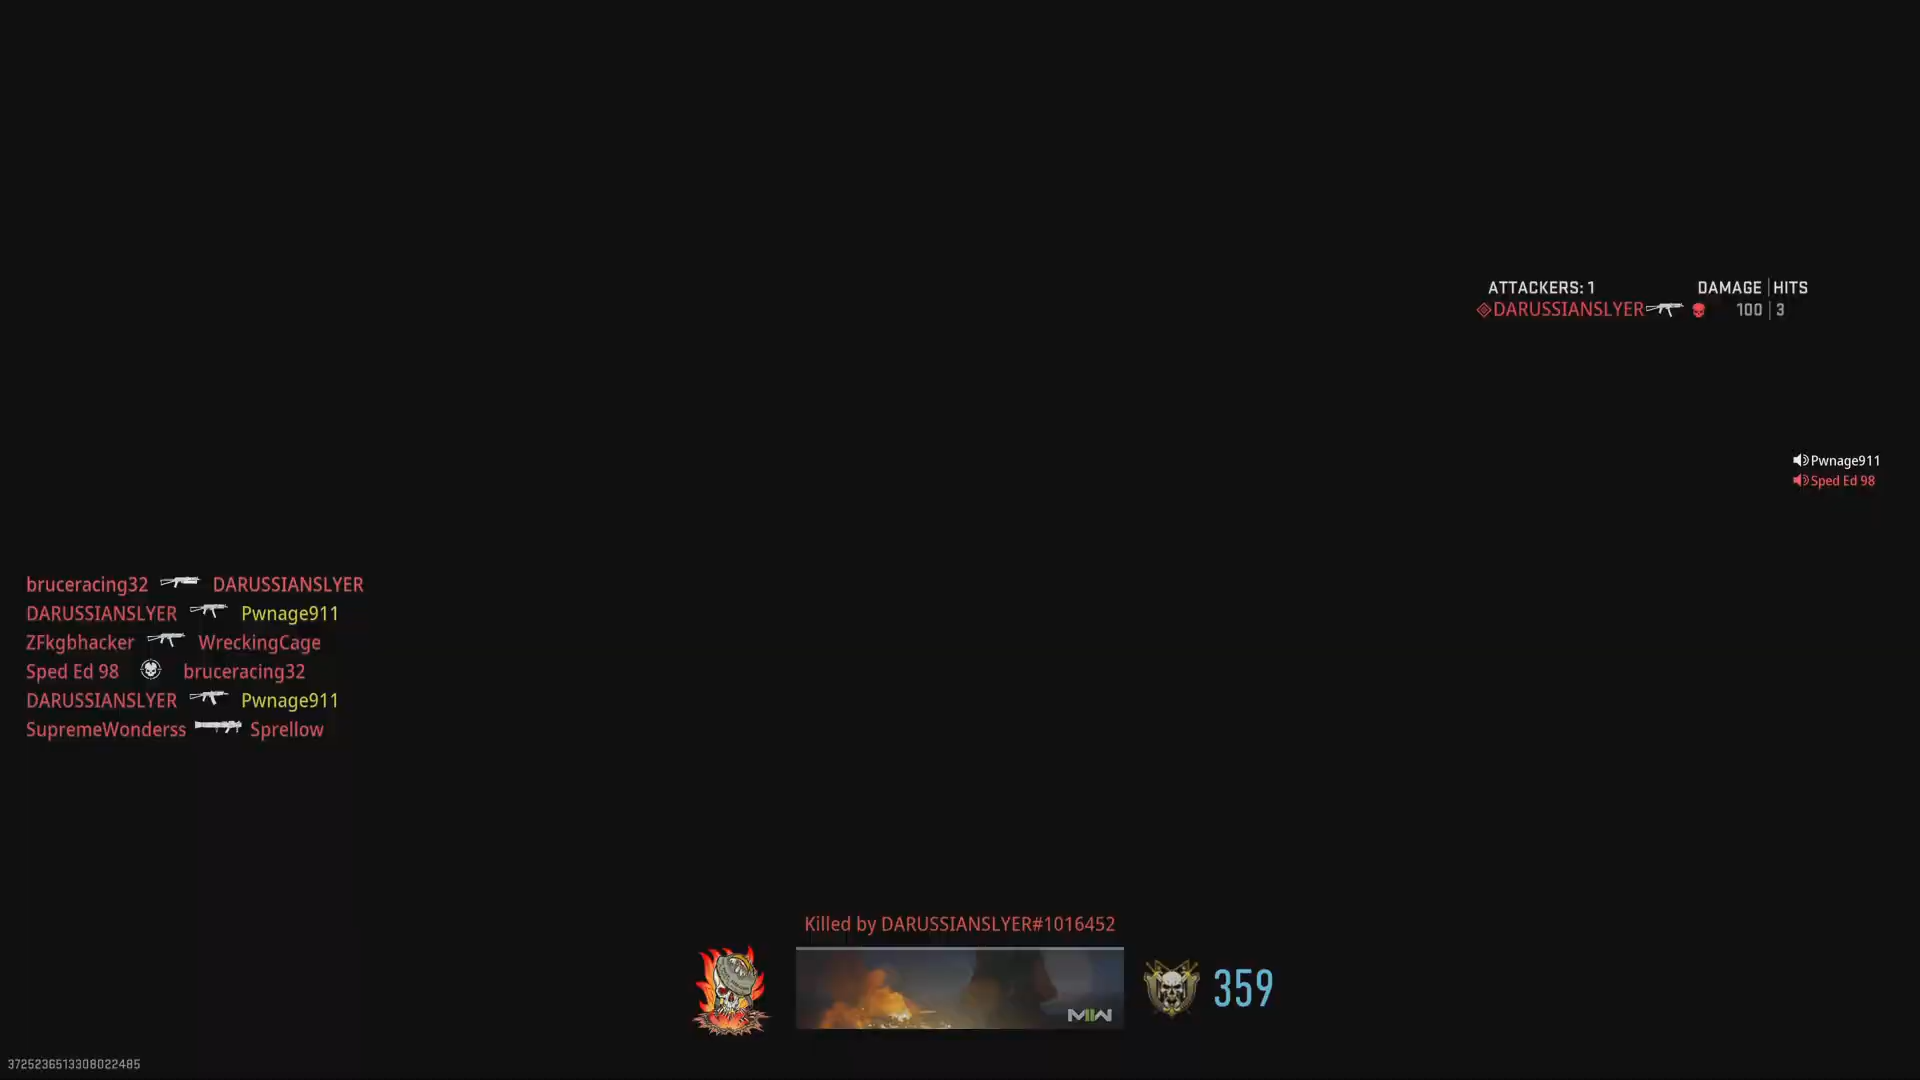 ATTACKERS: 1 DAMAGE HITS
DARUSSIANSLYER 100 3
Pwnage911
Sped Ed 98
bruceracing32 DARUSSIANSLYER
DARUSSIANSLYER Pwnage911
ZFkgbhacker WreckingCage
Sped Ed 98 bruceracing32
DARUSSIANSLYER Pwnage911
SupremeWonderss Sprellow
Killed by DARUSSIANSLYER#1016452
MW
359
3725236513308022485